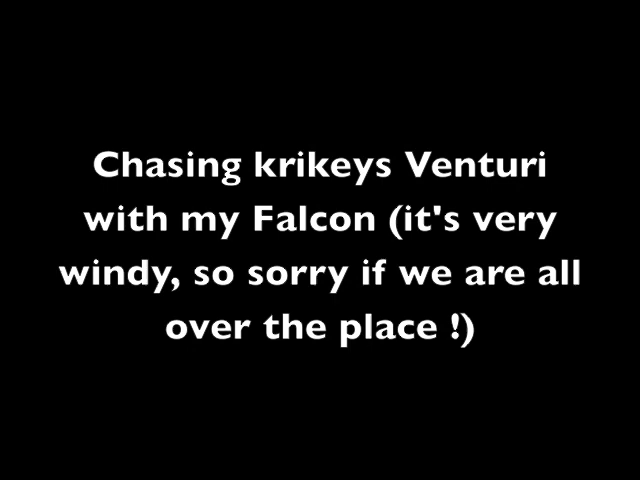 Chasing krikeys Venturi
with my Falcon (it's very
windy, so sorry if we are all
over the place !)